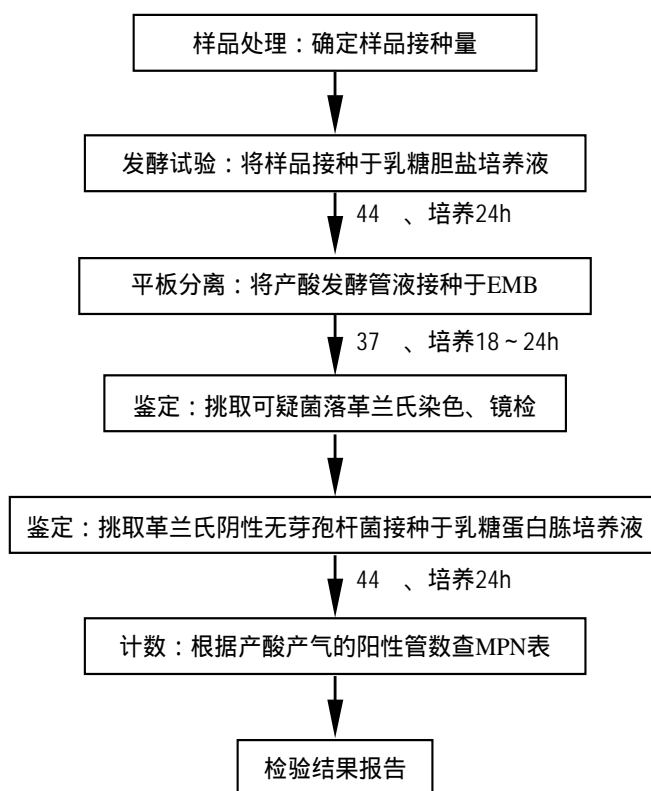 样品处理：确定样品接种量
发酵试验：将样品接种于乳糖胆盐培养液
44 、培养24h
平板分离：将产酸发酵管液接种于EMB
37 、培养18～24h
鉴定：挑取可疑菌落革兰氏染色、镜检
鉴定：挑取革兰氏阴性无芽孢杆菌接种于乳糖蛋白胨培养液
44 、培养24h
计数：根据产酸产气的阳性管数查MPN表
检验结果报告